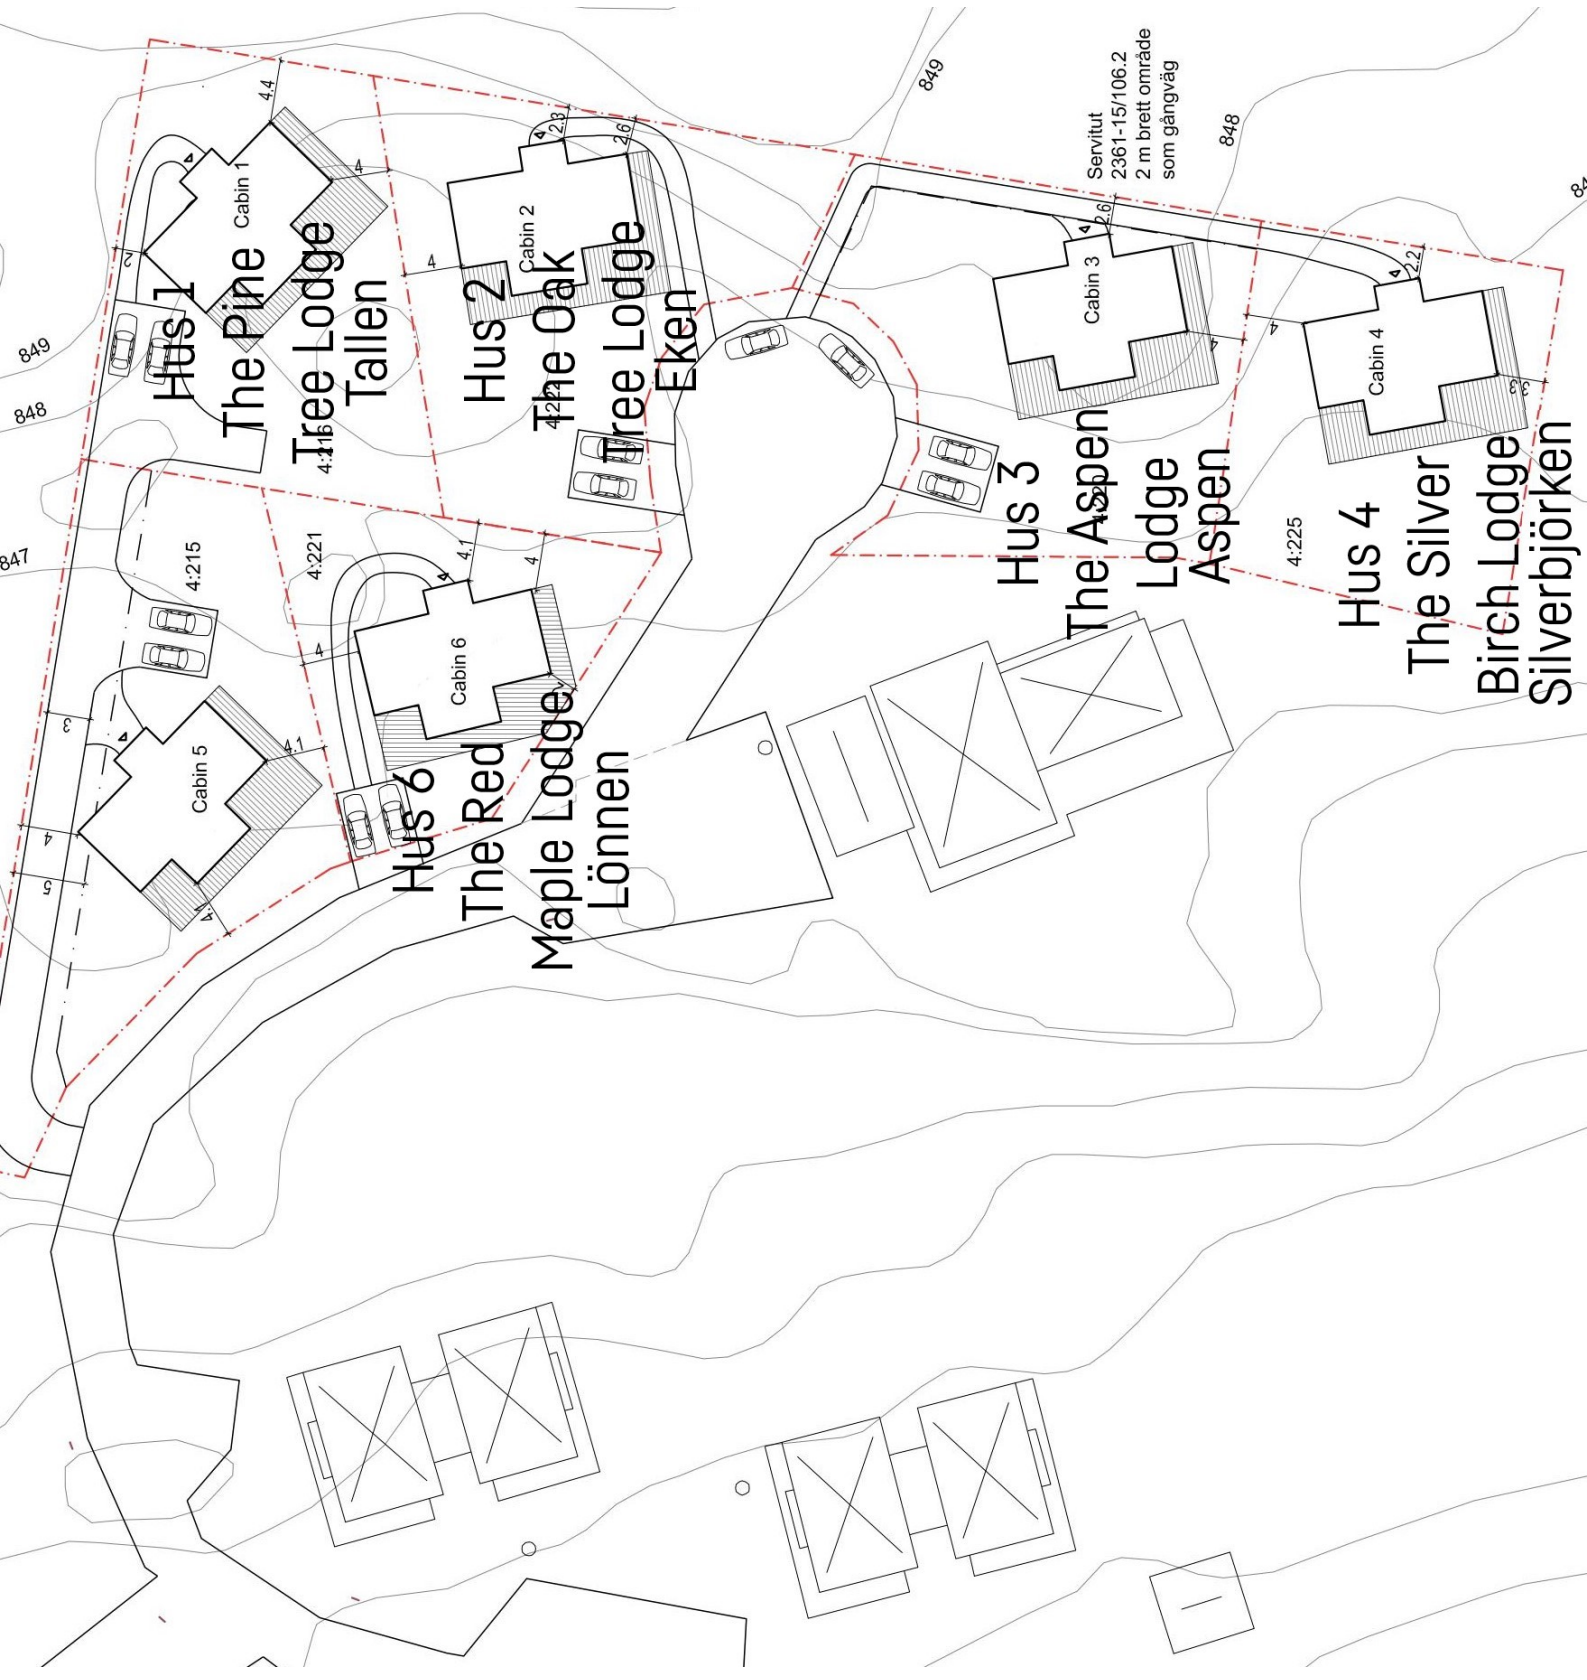 849
848
847
849
848
Servitut
2361-15/106.2
2 m brett område
som gångväg
Cabin 1
Hus 1
The Pine
Tree Lodge
Tallen
4:216
4.4
4
2
Cabin 2
Hus 2
The Oak
Tree Lodge
Eken
2.3
2.6
4
Cabin 3
Hus 3
The Aspen
Lodge
Aspen
2.6
4
Cabin 4
Hus 4
The Silver
Birch Lodge
Silverbjörken
4:225
2.2
4
3.3
Cabin 5
4:215
3
4
5
4.1
Cabin 6
Hus 6
The Red
Maple Lodge
Lönnen
4:221
4.1
4
4